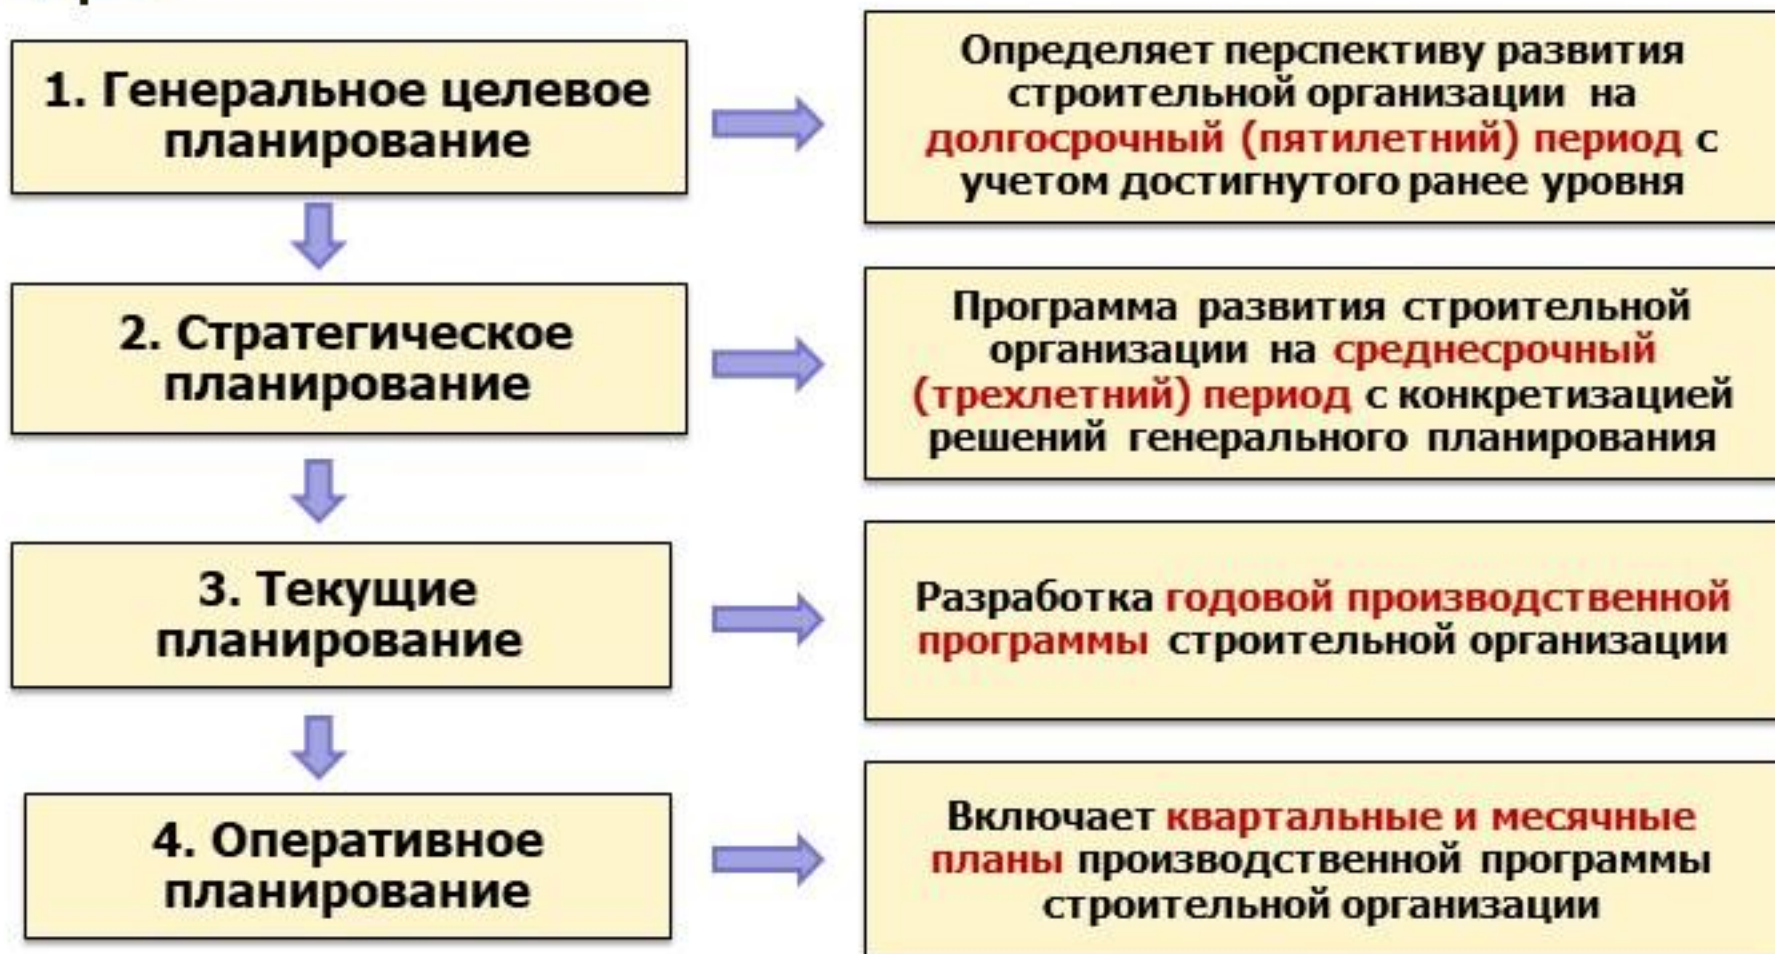 1. Генеральное целевое
планирование
Определяет перспективу развития
строительной организации на
долгосрочный (пятилетний) период с
учетом достигнутого ранее уровня
2. Стратегическое
планирование
Программа развития строительной
организации на среднесрочный
(трехлетний) период с конкретизацией
решений генерального планирования
3. Текущие
планирование
Разработка годовой производственной
программы строительной организации
4. Оперативное
планирование
Включает квартальные и месячные
планы производственной программы
строительной организации